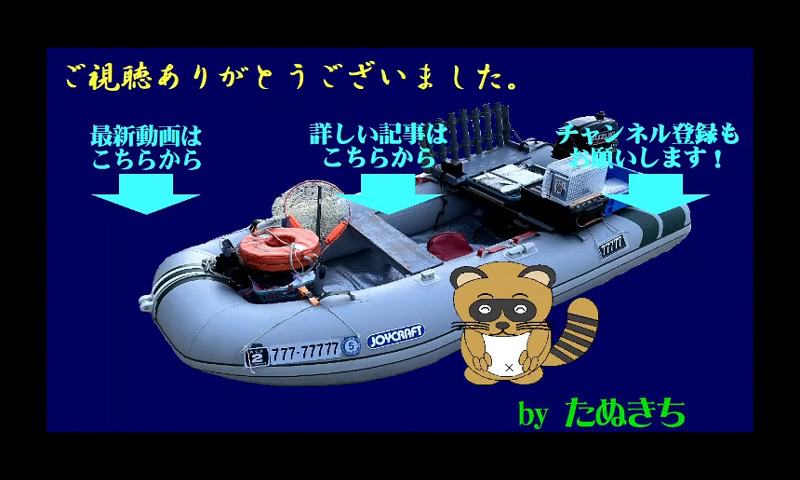 ご視聴ありがとうございました。
最新動画は
こちらから
詳しい記事は
こちらから
チャンネル登録も
お願いします！
777-77777
2
5
JOYCRAFT
by たぬきち